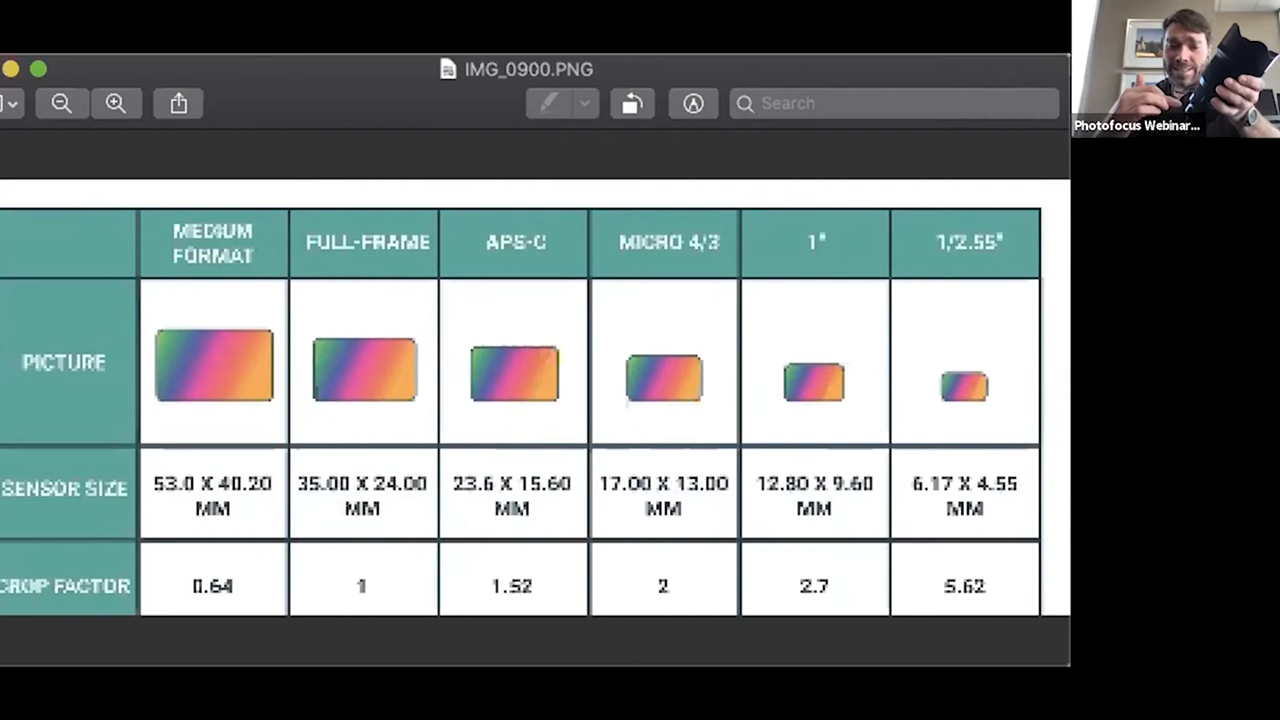 IMG_0900.PNG
Search
Photofocus Webinar...
MEDIUM FORMAT
FULL-FRAME
APS-C
MICRO 4/3
1"
1/2.55"
PICTURE
SENSOR SIZE
53.0 X 40.20 MM
35.00 X 24.00 MM
23.6 X 15.60 MM
17.00 X 13.00 MM
12.80 X 9.60 MM
6.17 X 4.55 MM
CROP FACTOR
0.64
1
1.52
2
2.7
5.62